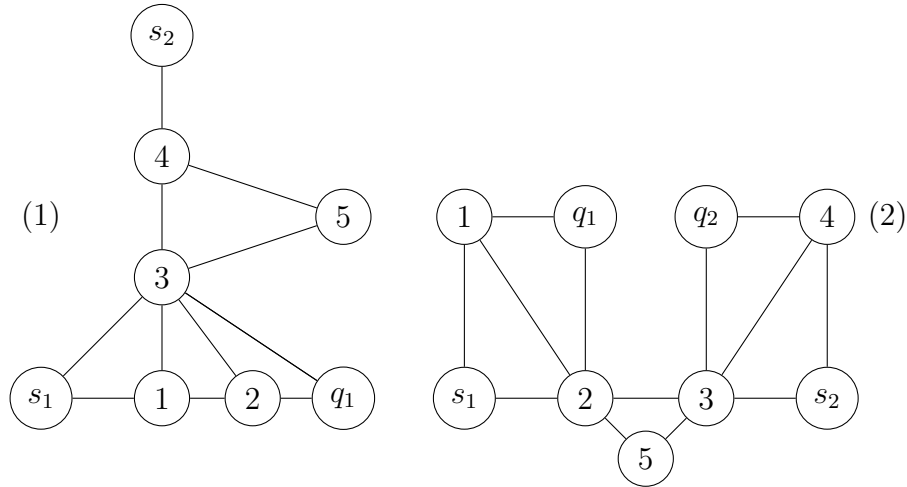 s₂
4
(1) 5
3
s₁ 1 2 q₁
1 q₁ q₂ 4 (2)
s₁ 2 3 s₂
5